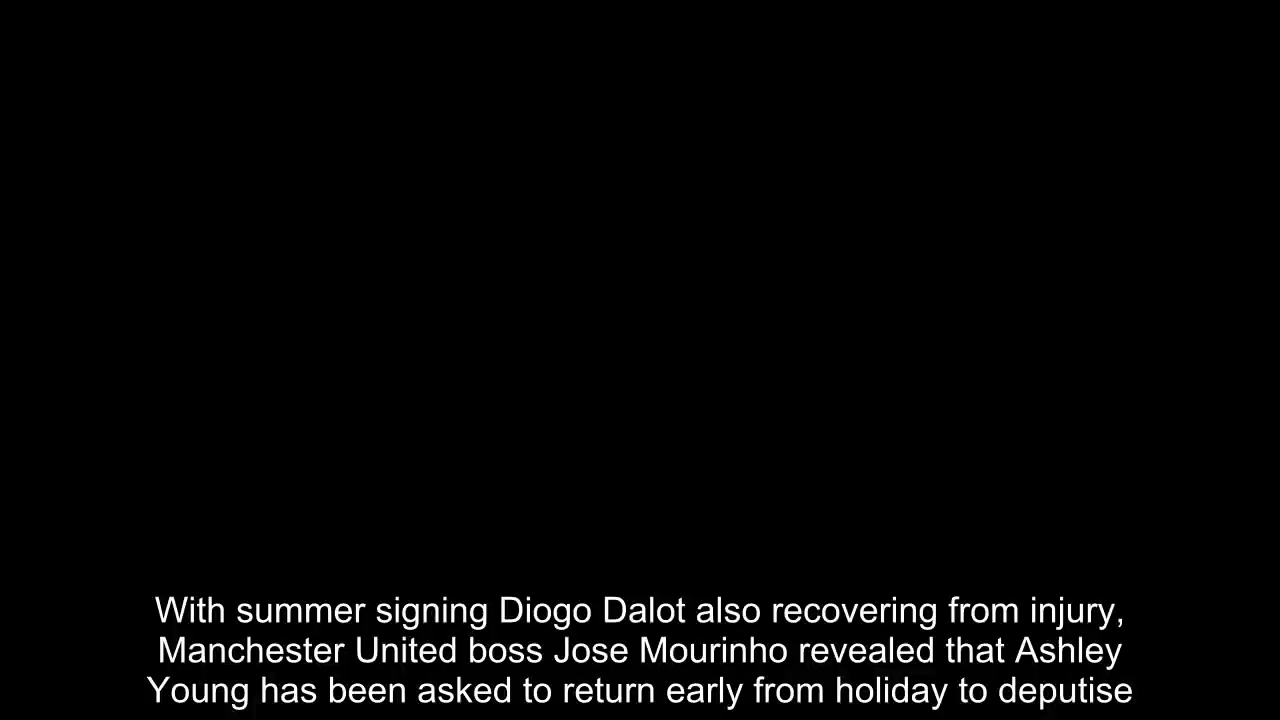 With summer signing Diogo Dalot also recovering from injury,
Manchester United boss Jose Mourinho revealed that Ashley
Young has been asked to return early from holiday to deputise